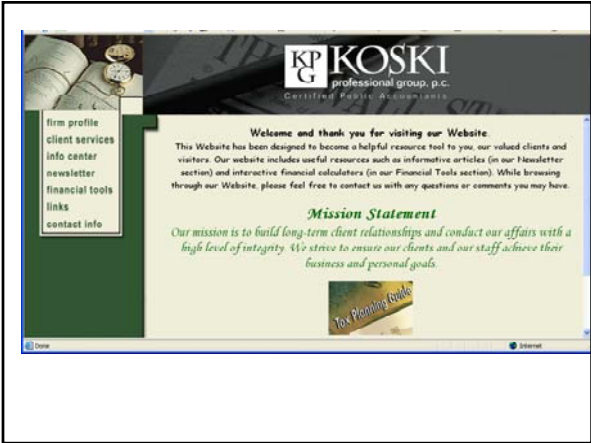 KPG KOSKI
professional group, p.c.
Certified Public Accountants
firm profile
client services
info center
newsletter
financial tools
links
contact info
Welcome and thank you for visiting our Website.
This Website has been designed to become a helpful resource tool to you, our valued clients and
visitors. Our website includes useful resources such as informative articles (in our Newsletter
section) and interactive financial calculators (in our Financial Tools section). While browsing
through our Website, please feel free to contact us with any questions or comments you may have.
Mission Statement
Our mission is to build long-term client relationships and conduct our affairs with a
high level of integrity. We strive to ensure our clients and our staff achieve their
business and personal goals.
Tax Planning Guide
Done
Internet